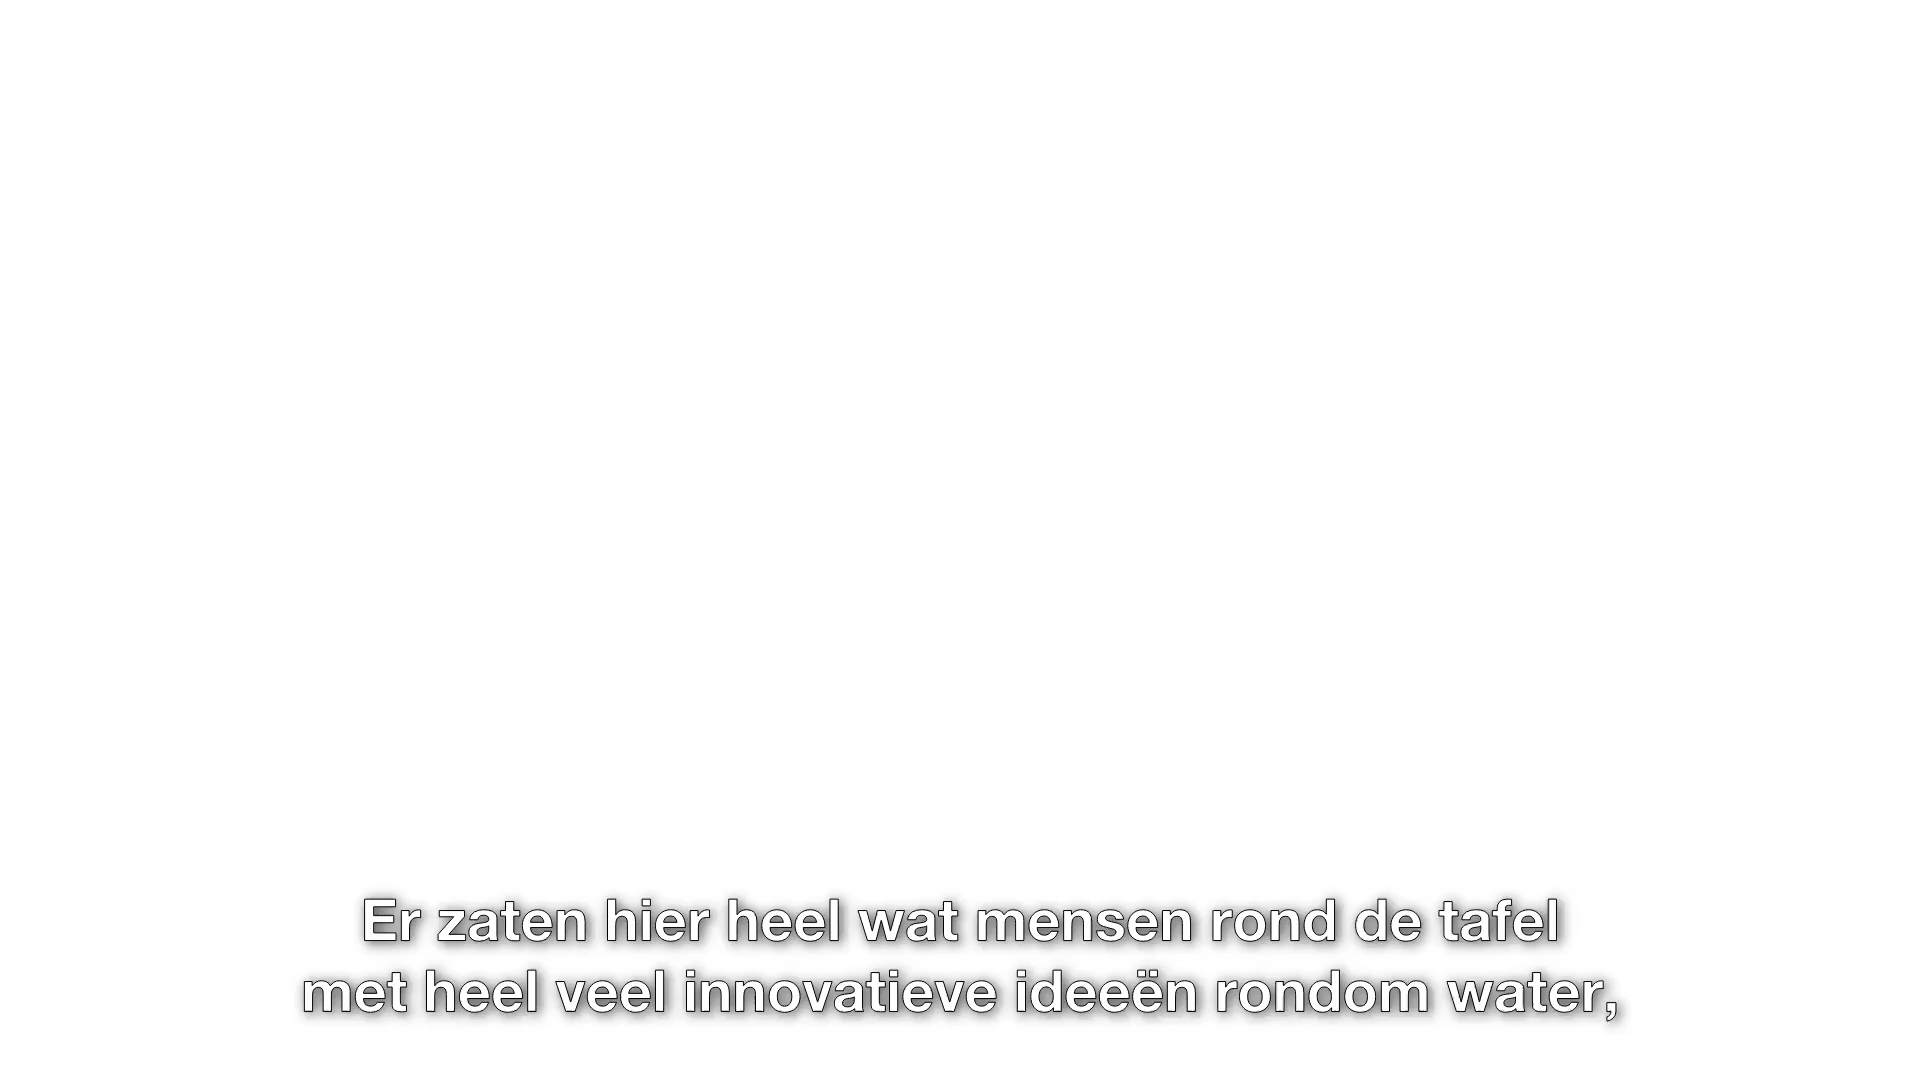 Er zaten hier heel wat mensen rond de tafel
met heel veel innovatieve ideeën rondom water,